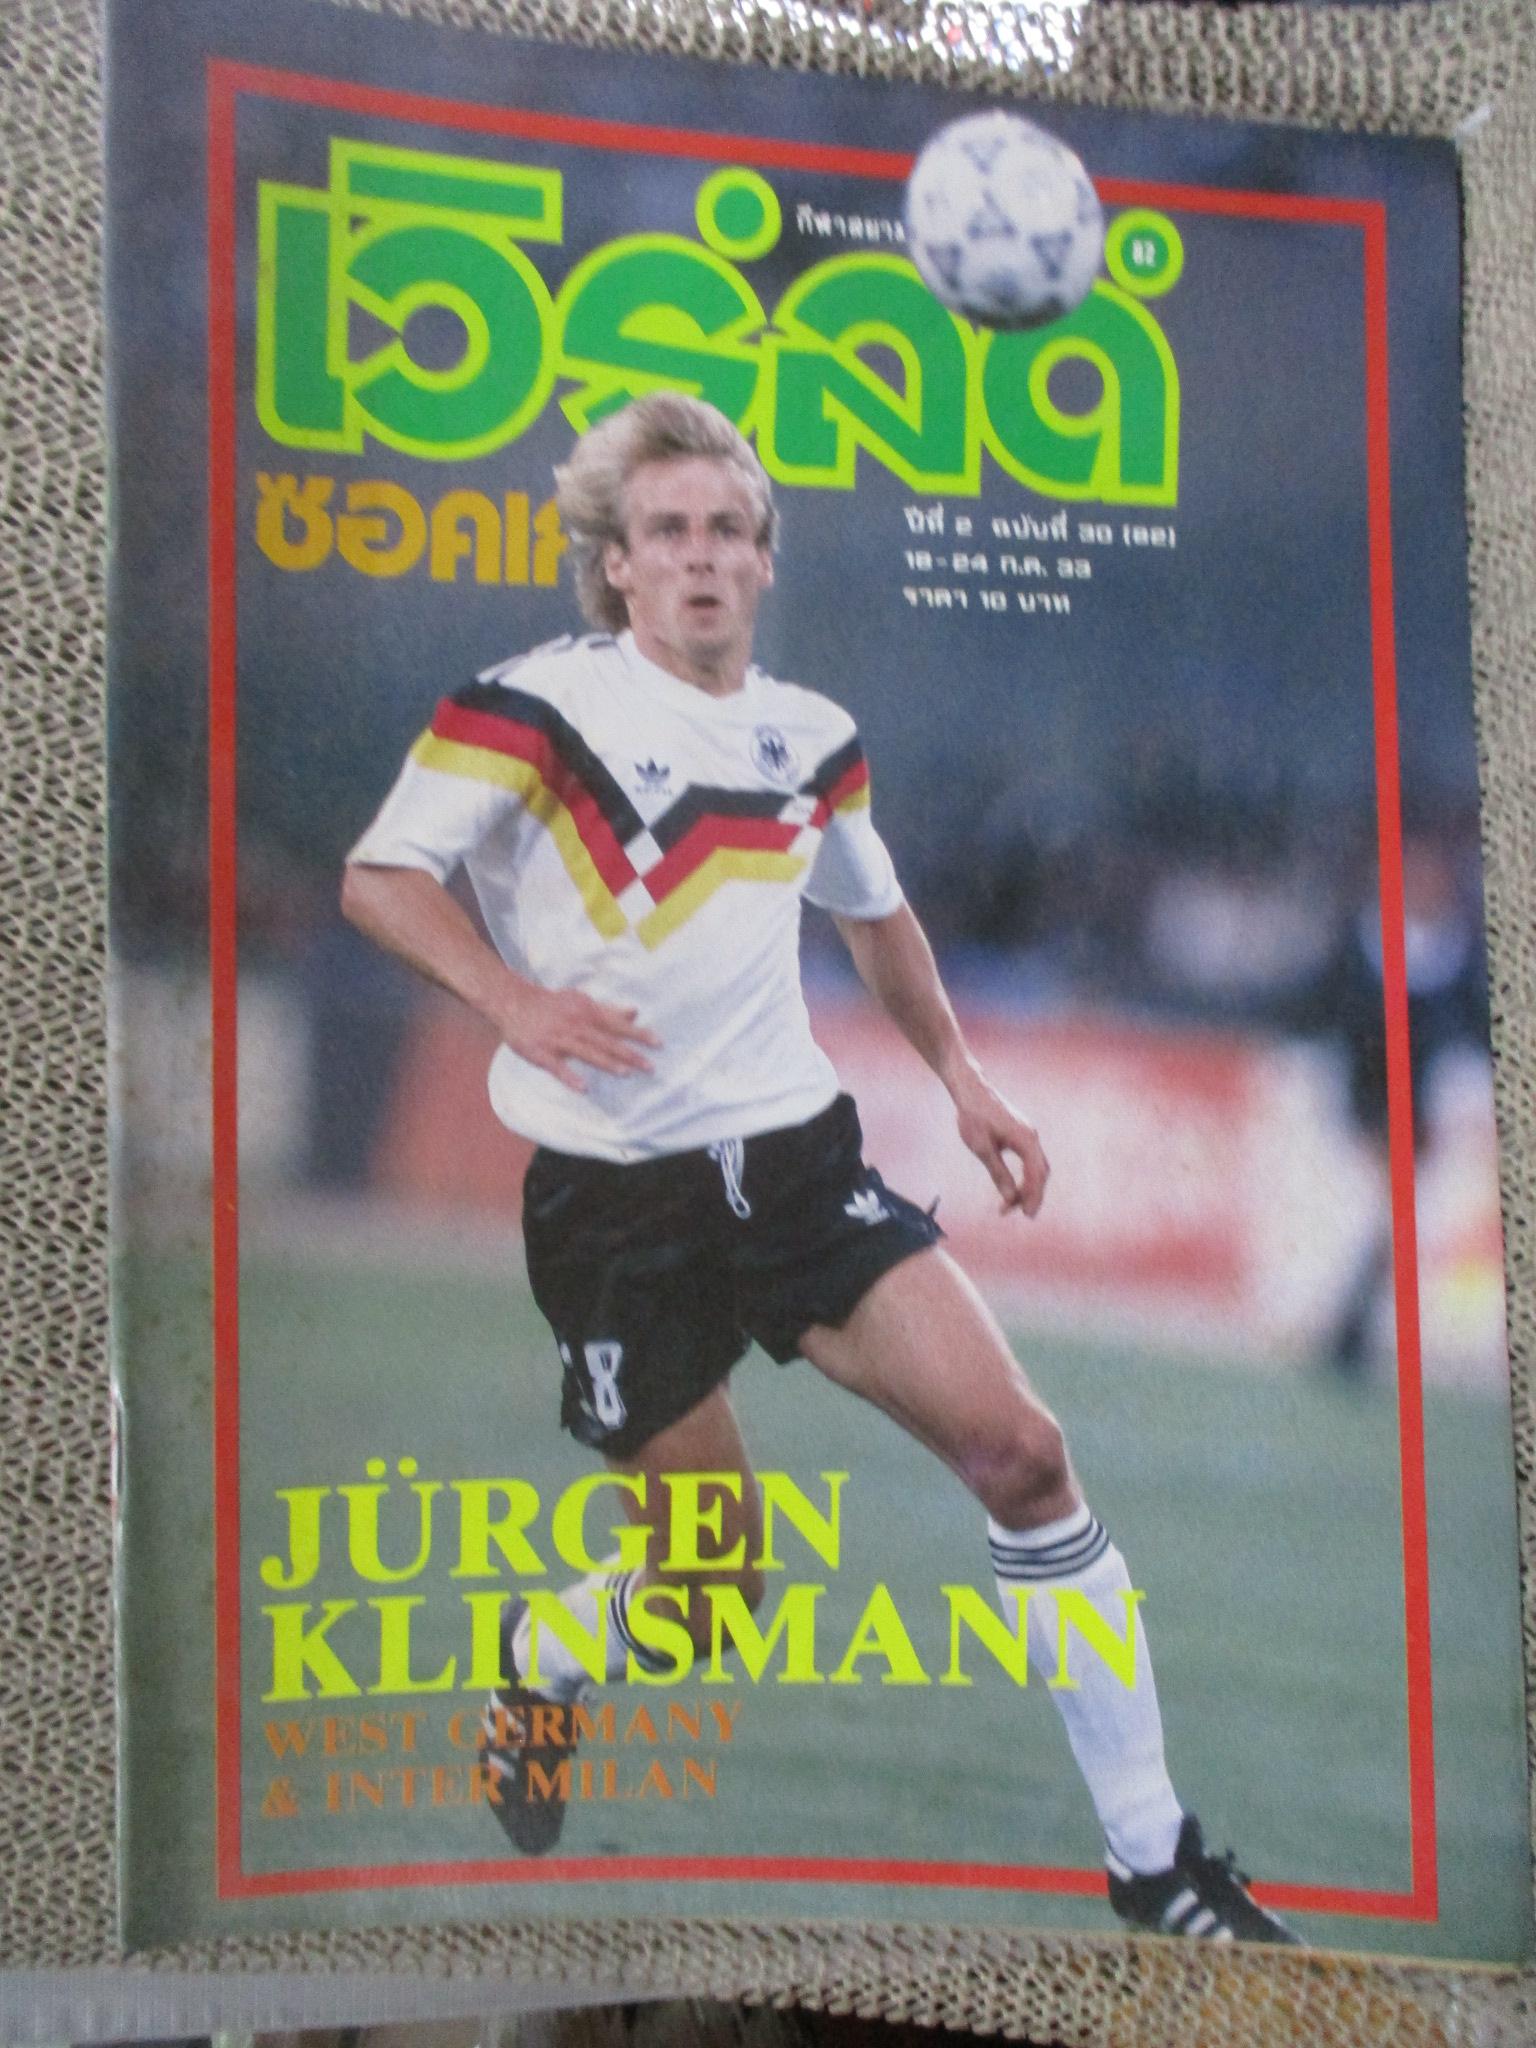 กีฬาสยาม
เวิร์ลด์
82
ซอคเก
ปีที่ 2 ฉบับที่ 30 (82)
18-24 ก.ค. 33
ราคา 10 บาท
18
JÜRGEN
KLINSMANN
WEST GERMANY
& INTER MILAN